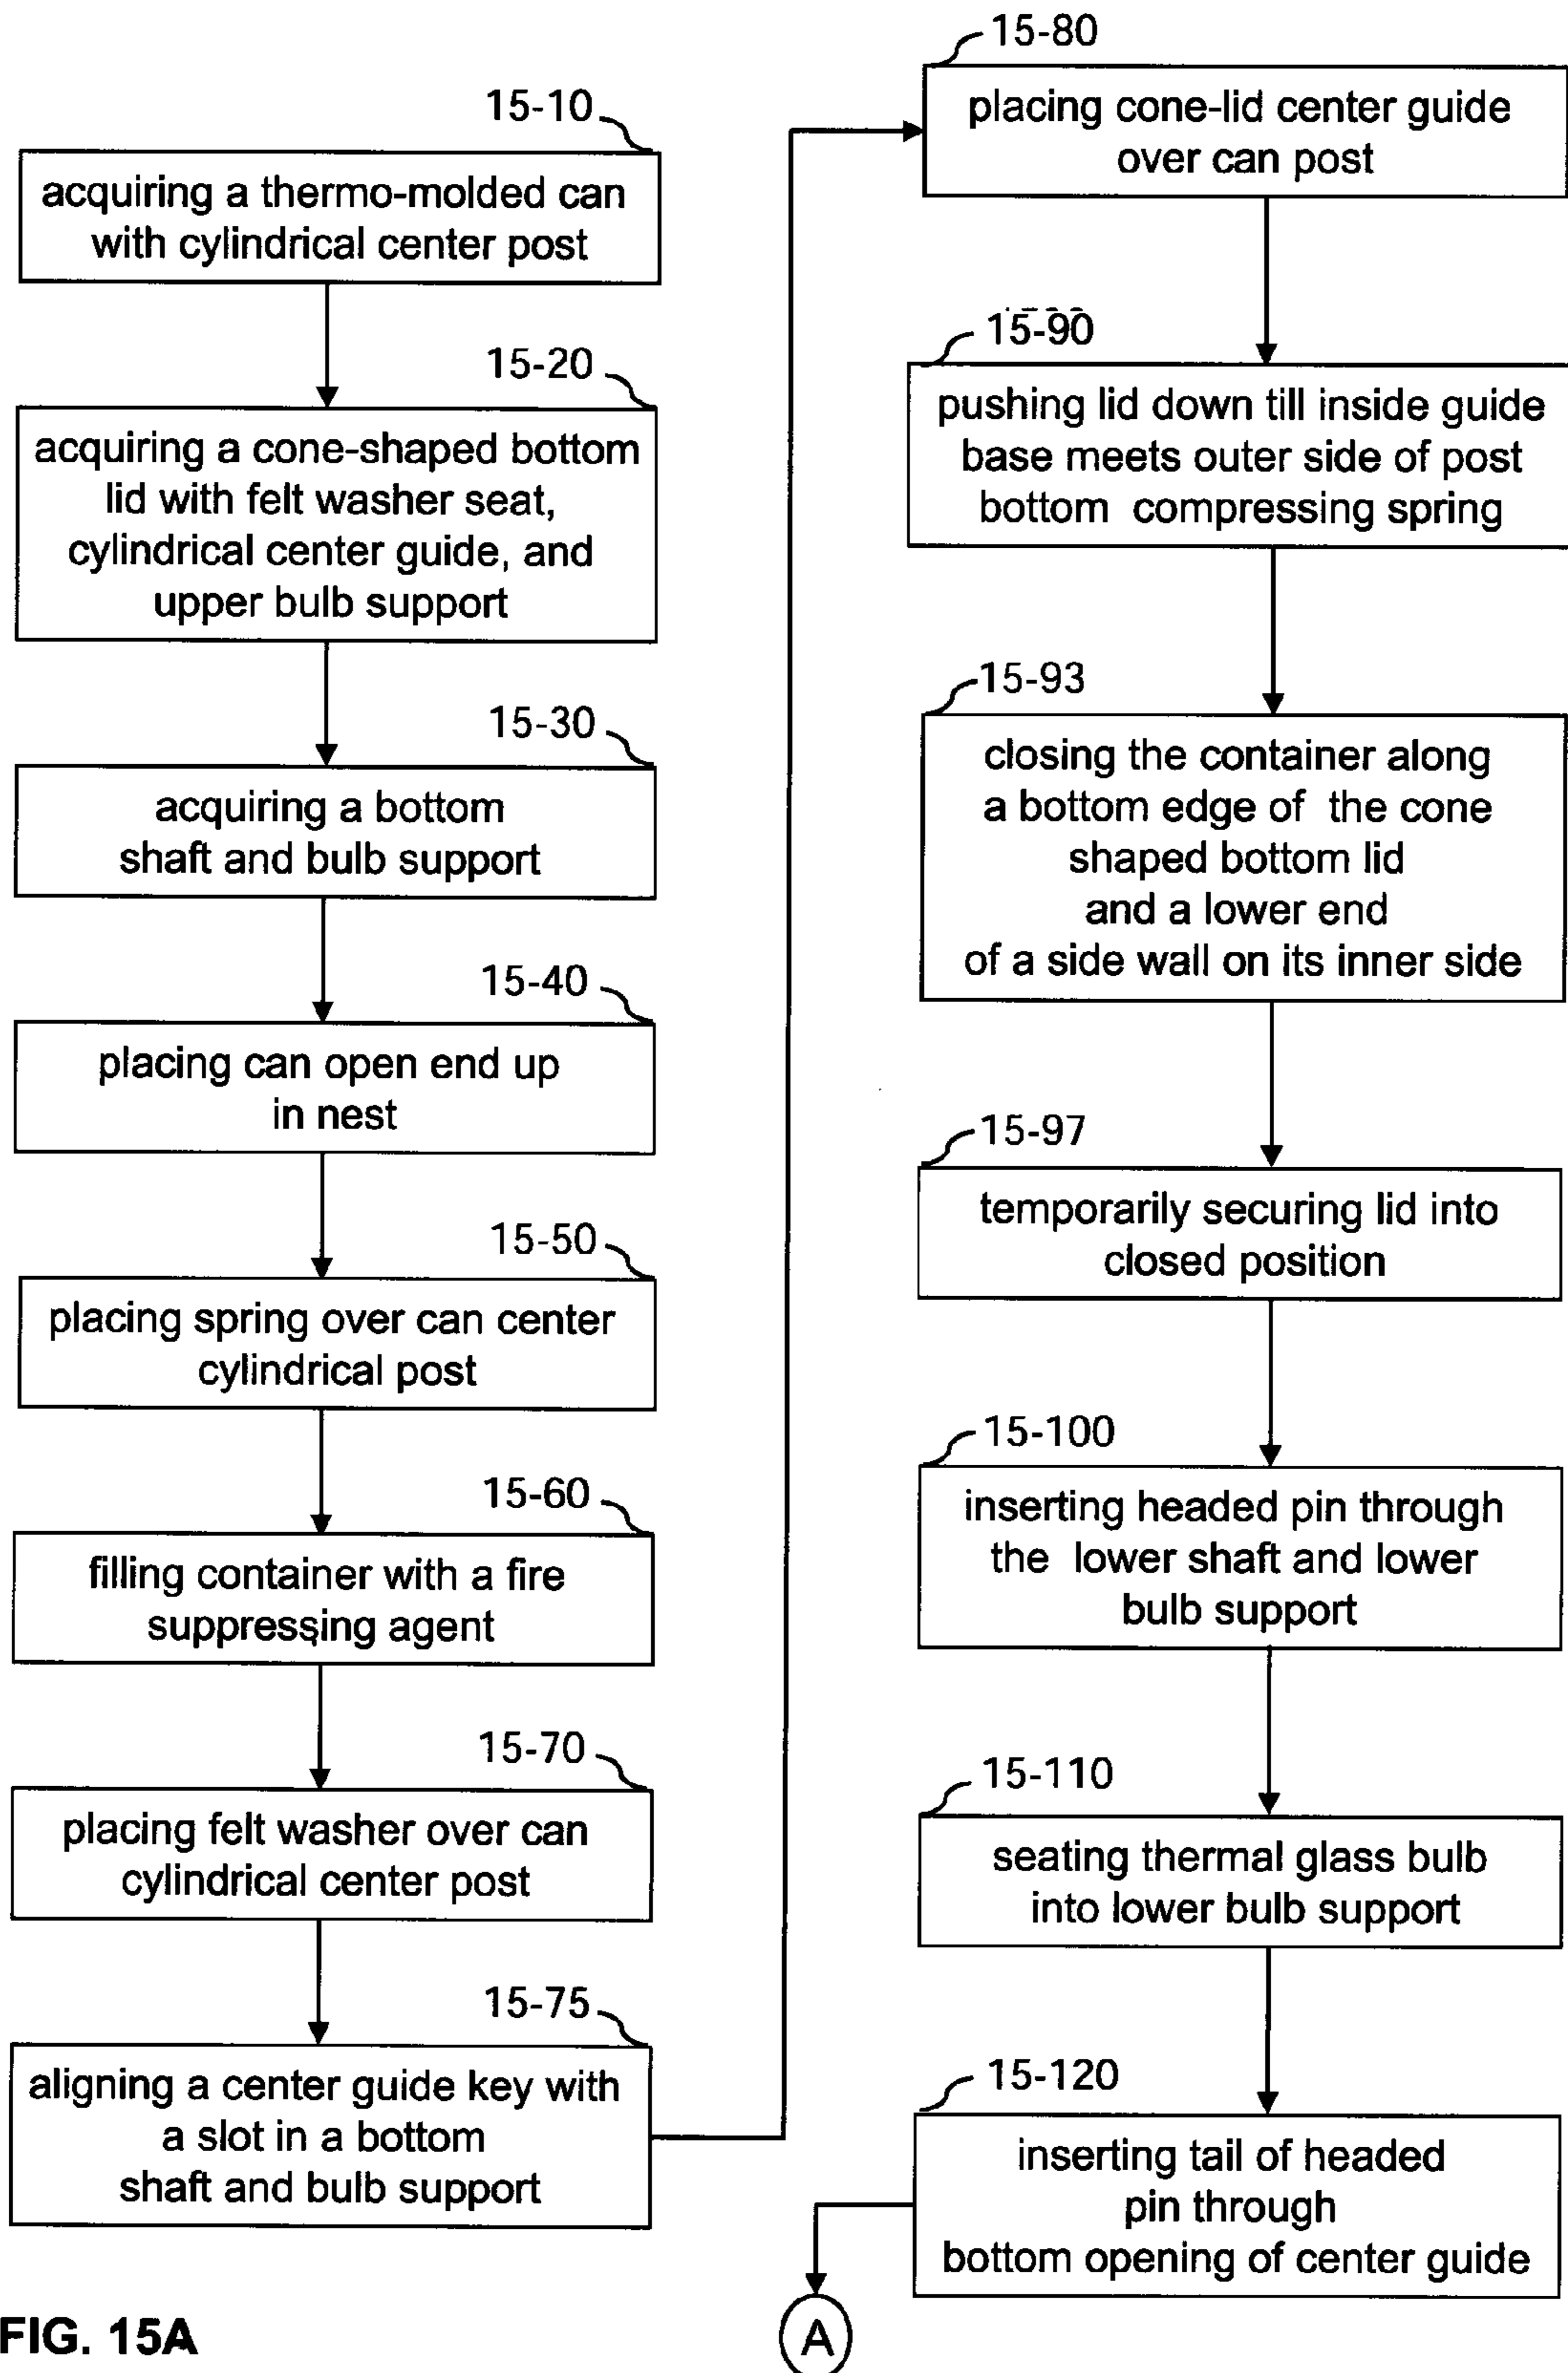 15-10
acquiring a thermo-molded can
with cylindrical center post
15-20
acquiring a cone-shaped bottom
lid with felt washer seat,
cylindrical center guide, and
upper bulb support
15-30
acquiring a bottom
shaft and bulb support
15-40
placing can open end up
in nest
15-50
placing spring over can center
cylindrical post
15-60
filling container with a fire
suppressing agent
15-70
placing felt washer over can
cylindrical center post
15-75
aligning a center guide key with
a slot in a bottom
shaft and bulb support
15-80
placing cone-lid center guide
over can post
15-90
pushing lid down till inside guide
base meets outer side of post
bottom compressing spring
15-93
closing the container along
a bottom edge of the cone
shaped bottom lid
and a lower end
of a side wall on its inner side
15-97
temporarily securing lid into
closed position
15-100
inserting headed pin through
the lower shaft and lower
bulb support
15-110
seating thermal glass bulb
into lower bulb support
15-120
inserting tail of headed
pin through
bottom opening of center guide
A
FIG. 15A